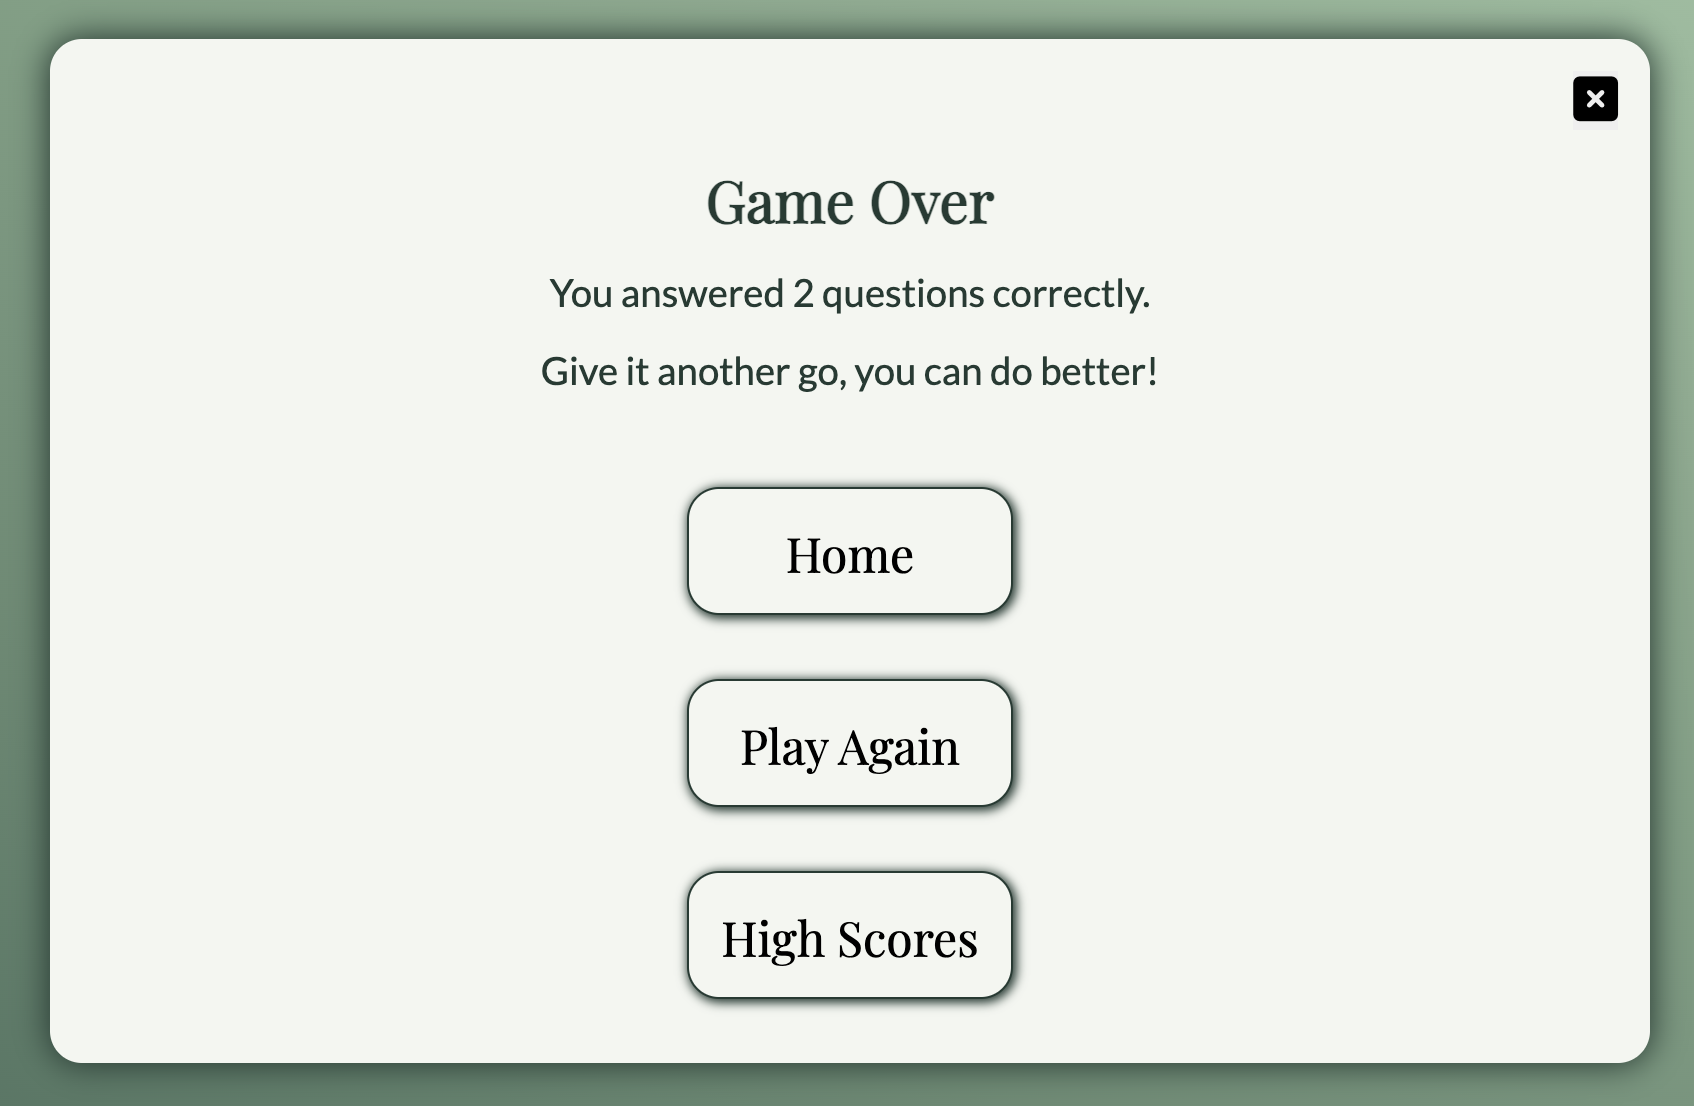 Game Over
You answered 2 questions correctly.
Give it another go, you can do better!
Home
Play Again
High Scores